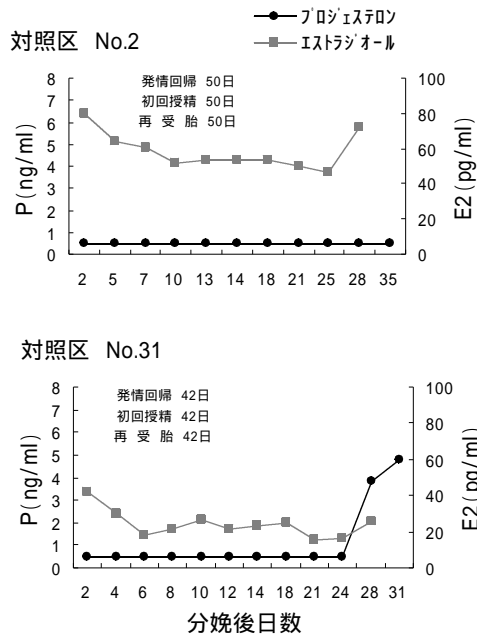 プロジェステロン
対照区 No.2
エストラジオール
発情回帰 50日
初回授精 50日
再 受 胎 50日
P(ng/ml)
8
7
6
5
4
3
2
1
0
100
80
60
40
20
0
E2(pg/ml)
2 5 7 10 13 14 18 21 25 28 35
対照区 No.31
発情回帰 42日
初回授精 42日
再 受 胎 42日
P(ng/ml)
8
7
6
5
4
3
2
1
0
100
80
60
40
20
0
E2(pg/ml)
2 4 6 8 10 12 14 18 21 24 28 31
分娩後日数